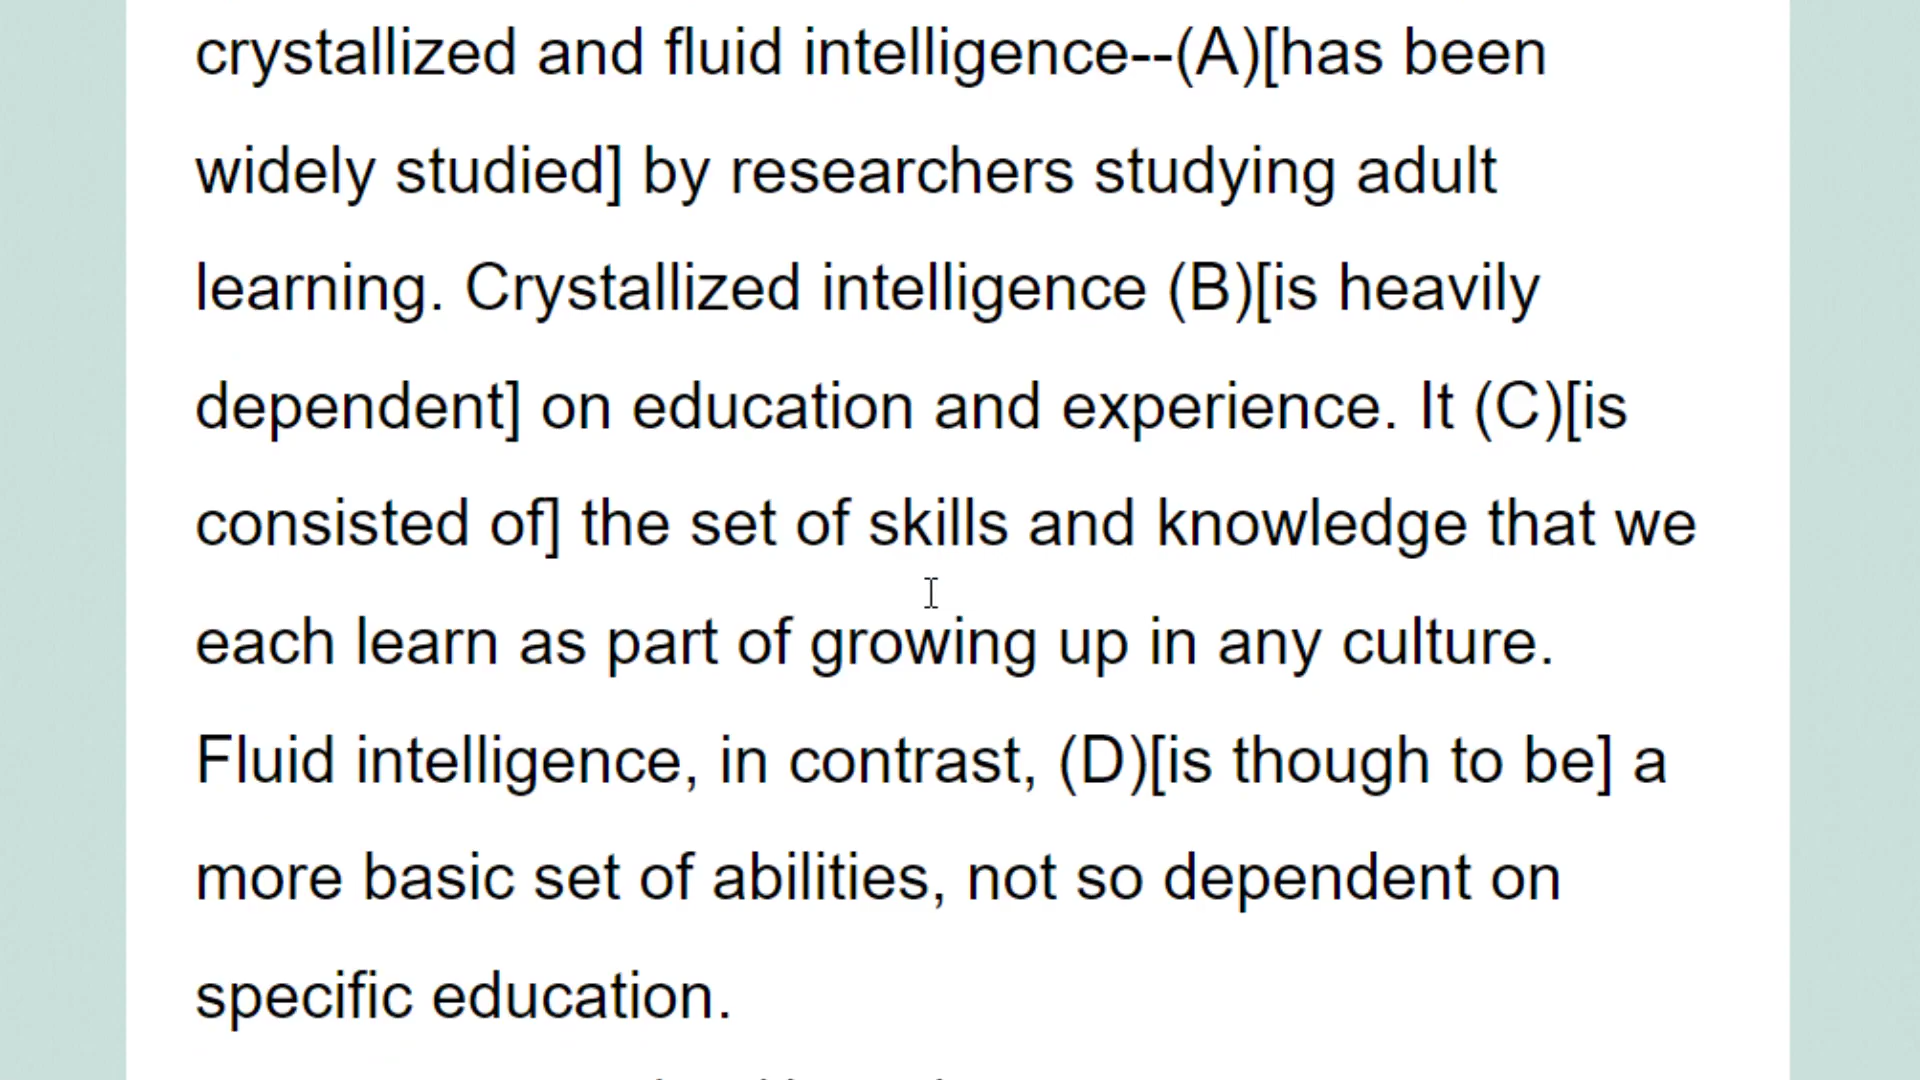 crystallized and fluid intelligence--(A)[has been
widely studied] by researchers studying adult
learning. Crystallized intelligence (B)[is heavily
dependent] on education and experience. It (C)[is
consisted of] the set of skills and knowledge that we
each learn as part of growing up in any culture.
Fluid intelligence, in contrast, (D)[is though to be] a
more basic set of abilities, not so dependent on
specific education.